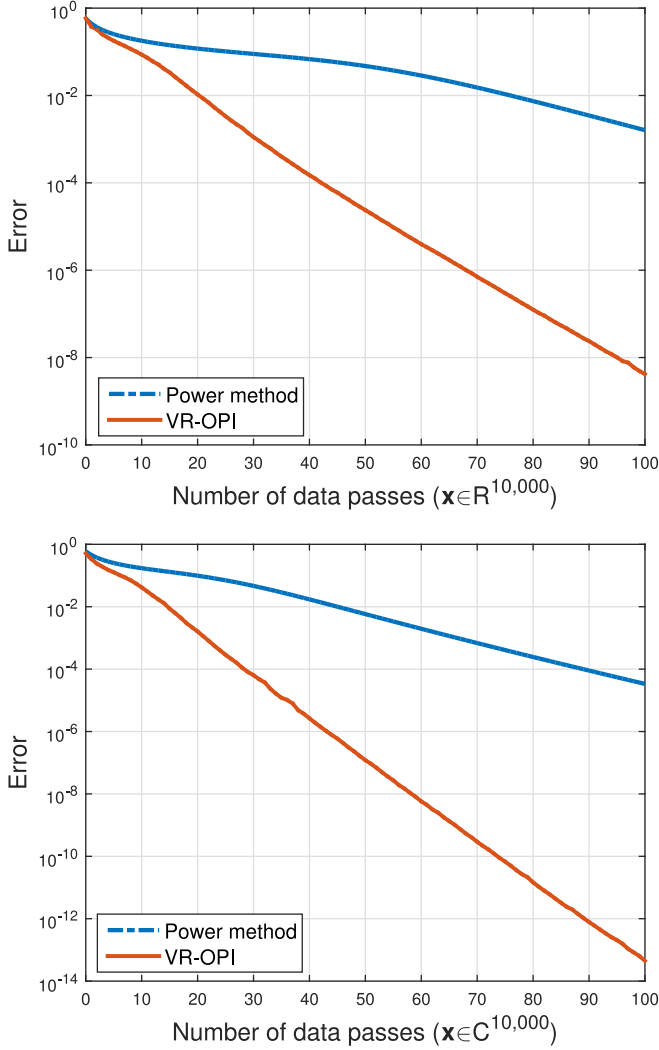 10^0
10^-2
10^-4
10^-6
10^-8
10^-10
Error
Power method
VR-OPI
0 10 20 30 40 50 60 70 80 90 100
Number of data passes (x∈R^10,000)
10^0
10^-2
10^-4
10^-6
10^-8
10^-10
10^-12
10^-14
Error
Power method
VR-OPI
0 10 20 30 40 50 60 70 80 90 100
Number of data passes (x∈C^10,000)